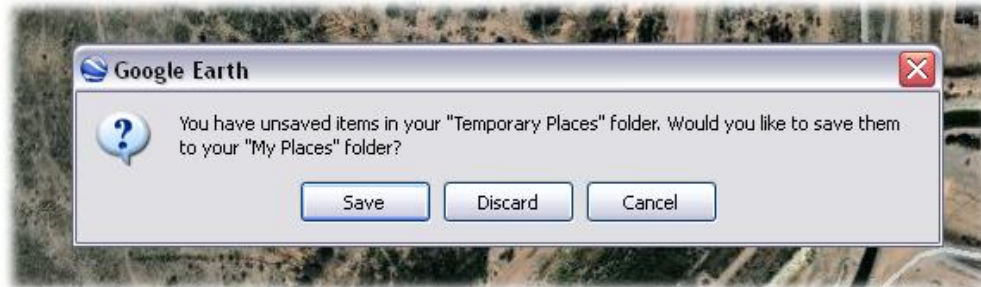 Google Earth
You have unsaved items in your "Temporary Places" folder. Would you like to save them
to your "My Places" folder?
Save Discard Cancel